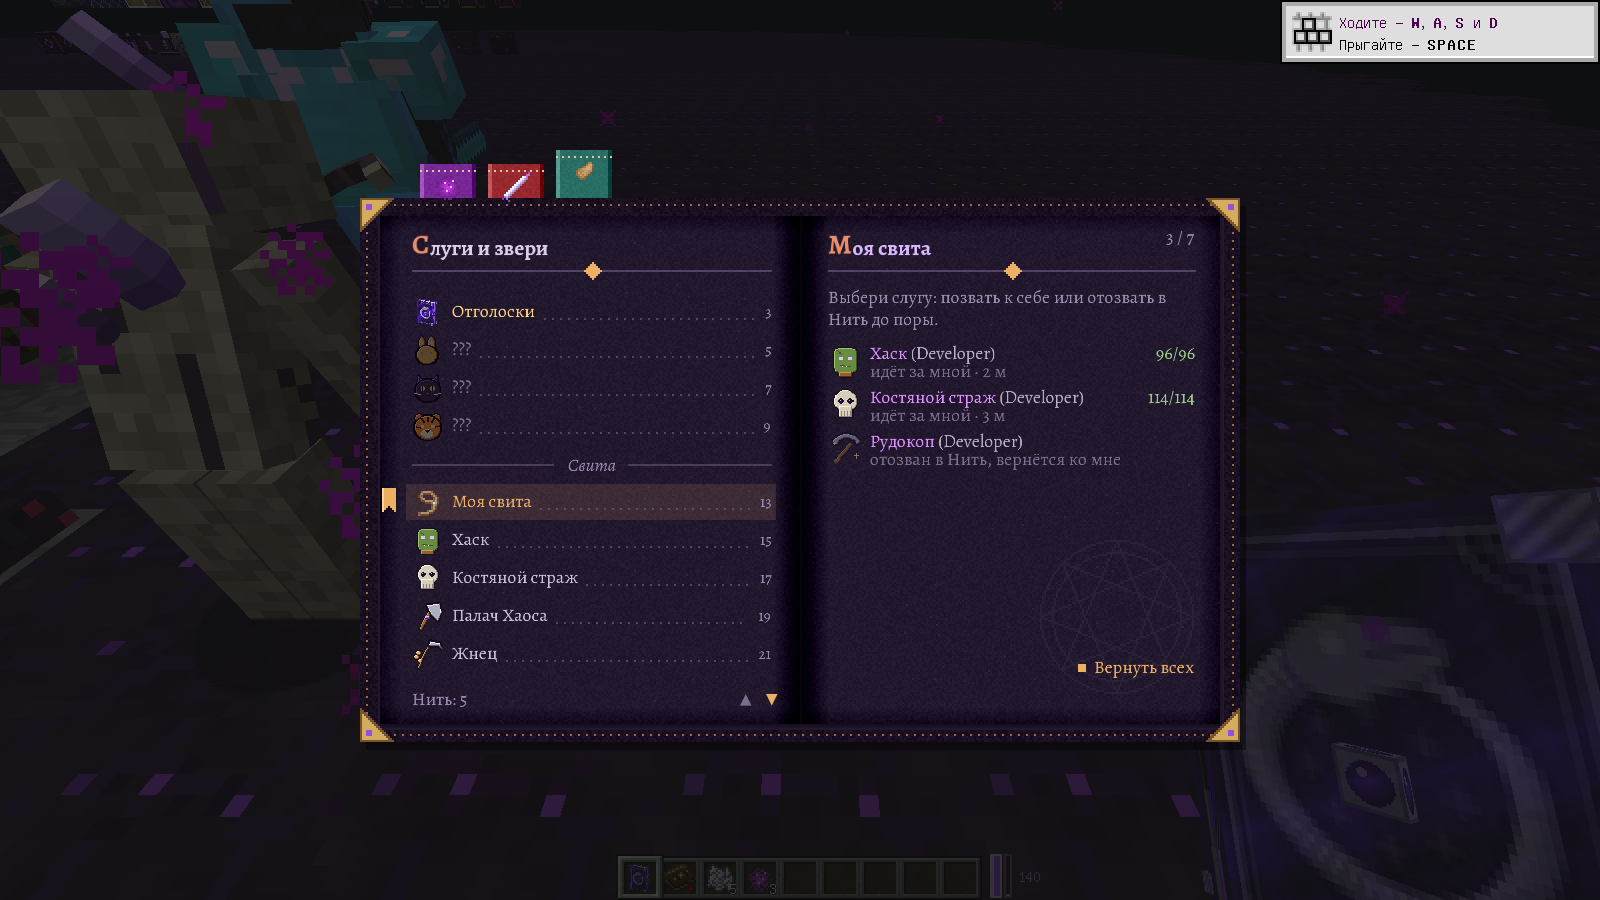 Ходите – W, A, S и D
Прыгайте – SPACE
Слуги и звери
Отголоски 3
??? 5
??? 7
??? 9
Свита
Моя свита 13
Хаск 15
Костяной страж 17
Палач Хаоса 19
Жнец 21
Нить: 5
Моя свита 3 / 7
Выбери слугу: позвать к себе или отозвать в
Нить до поры.
Хаск (Developer) 96/96
идёт за мной · 2 м
Костяной страж (Developer) 114/114
идёт за мной · 3 м
Рудокоп (Developer)
отозван в Нить, вернётся ко мне
Вернуть всех
5
3
140